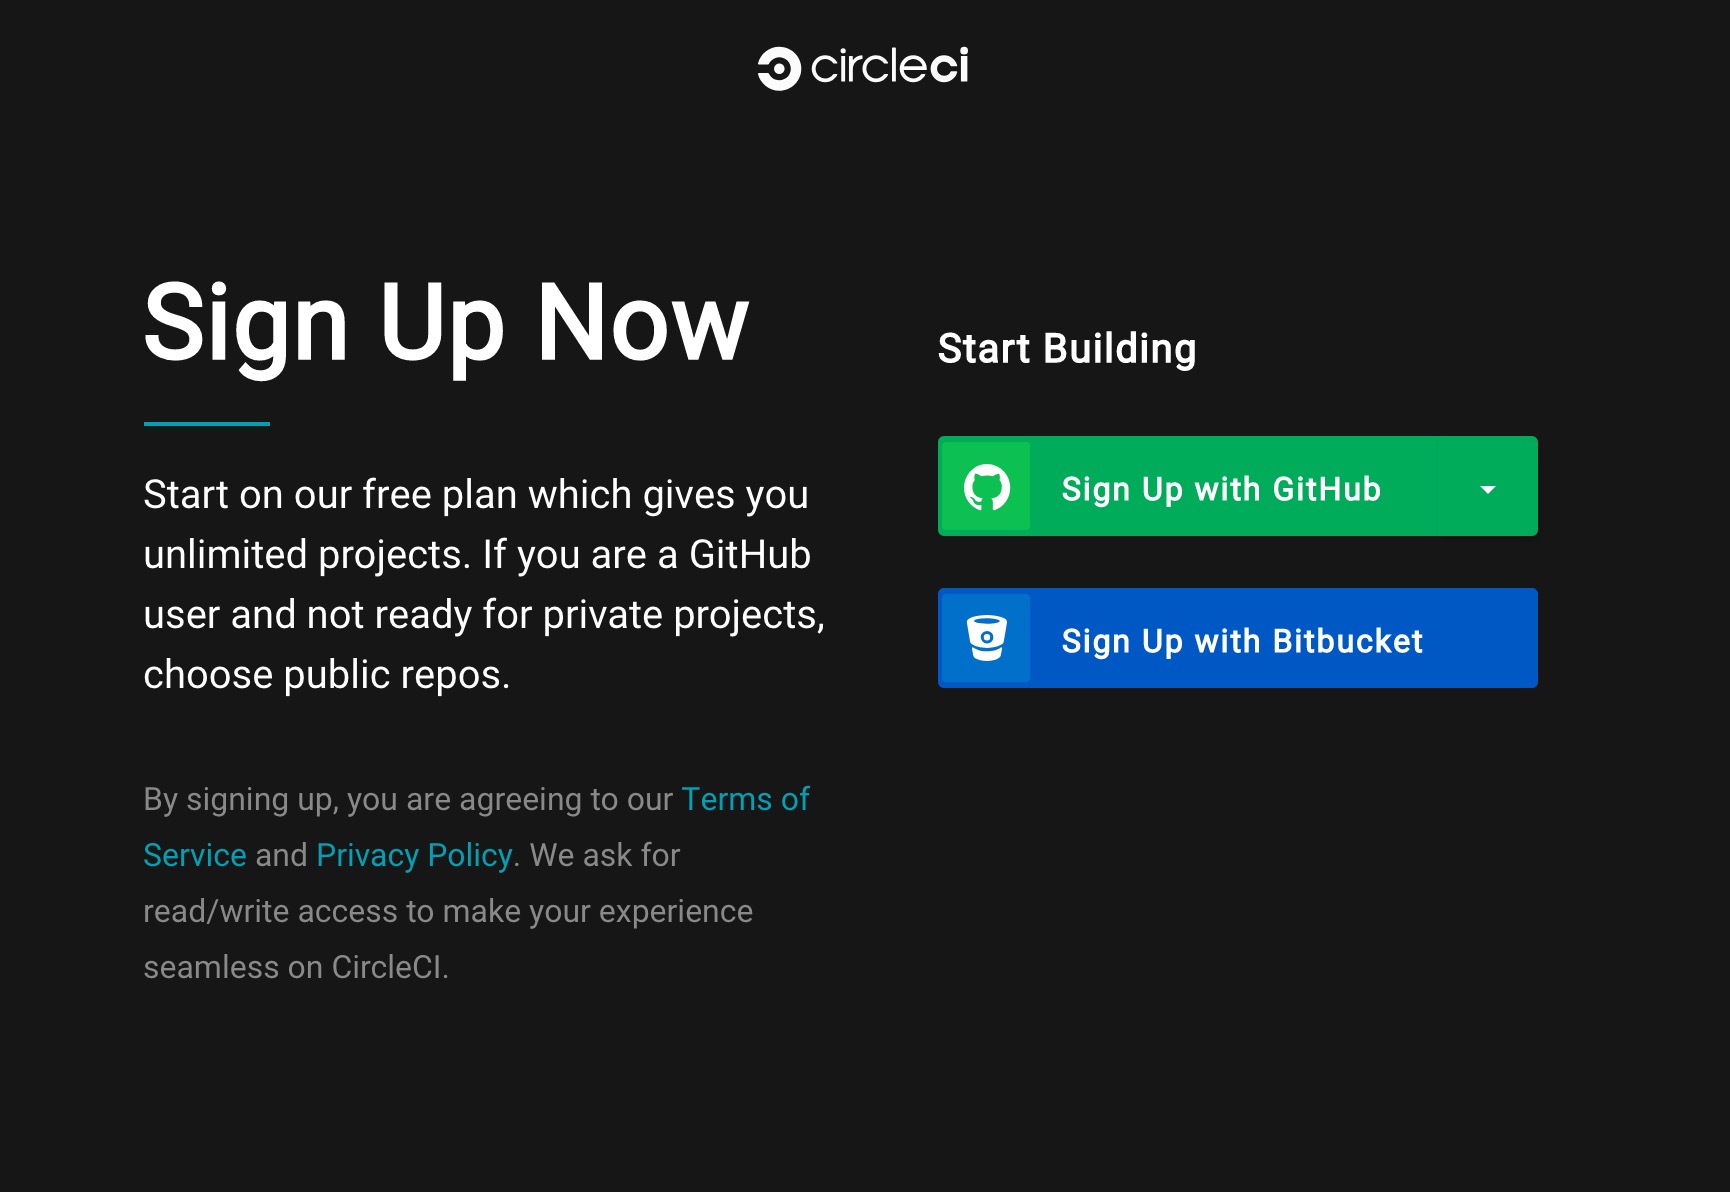 circleci
Sign Up Now
Start on our free plan which gives you
unlimited projects. If you are a GitHub
user and not ready for private projects,
choose public repos.
By signing up, you are agreeing to our Terms of
Service and Privacy Policy. We ask for
read/write access to make your experience
seamless on CircleCI.
Start Building
Sign Up with GitHub
Sign Up with Bitbucket